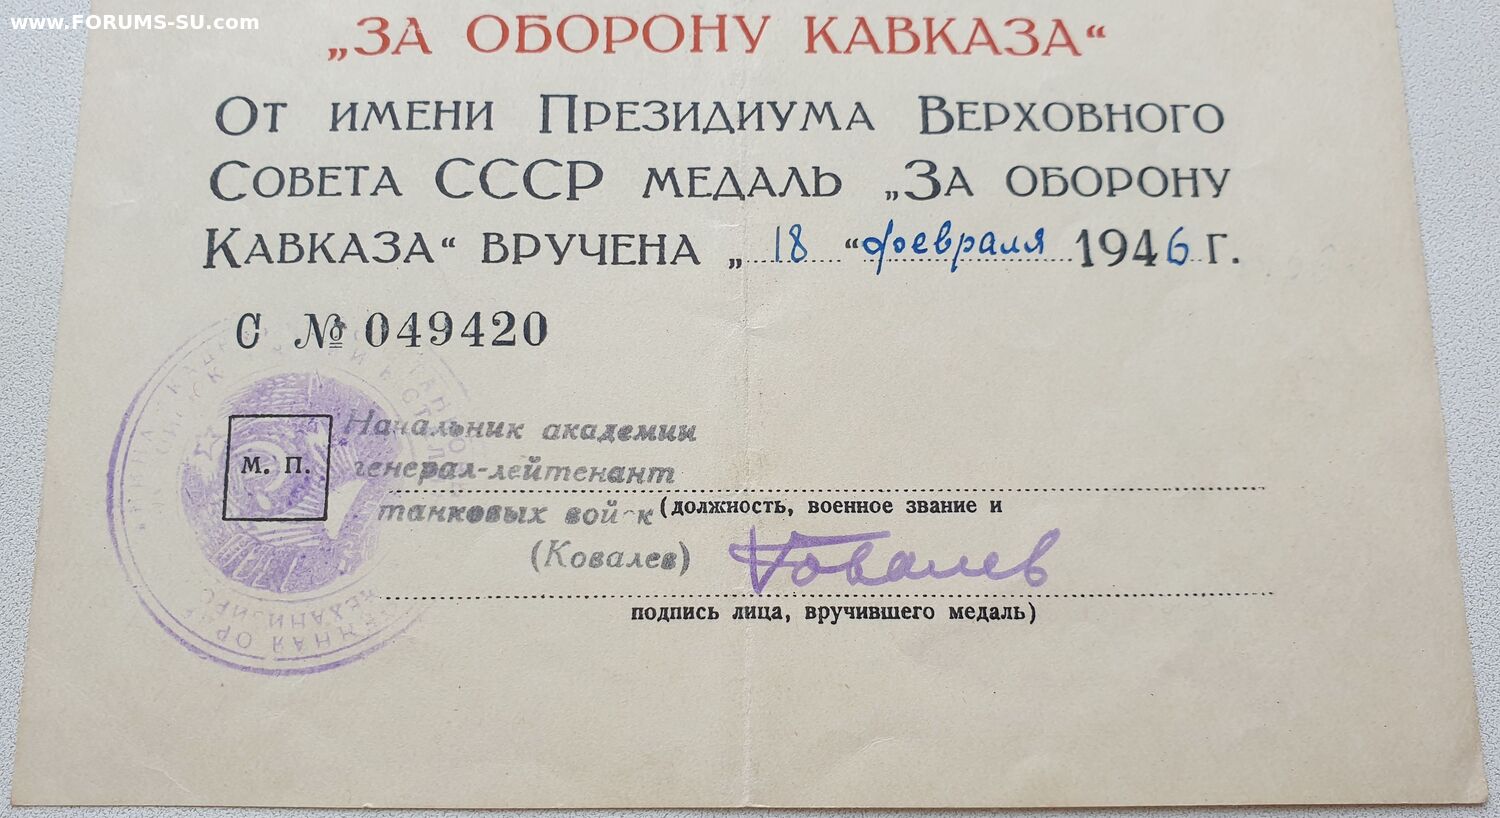 www.FORUMS-SU.com
„ЗА ОБОРОНУ КАВКАЗА“
От имени Президиума Верховного
Совета СССР медаль „За оборону
Кавказа“ вручена „18“ февраля 1946 г.
С № 049420
Начальник академии
М. П.
генерал-лейтенант
танковых войск (должность, военное звание и
(Ковалев) Ковалев
подпись лица, вручившего медаль)